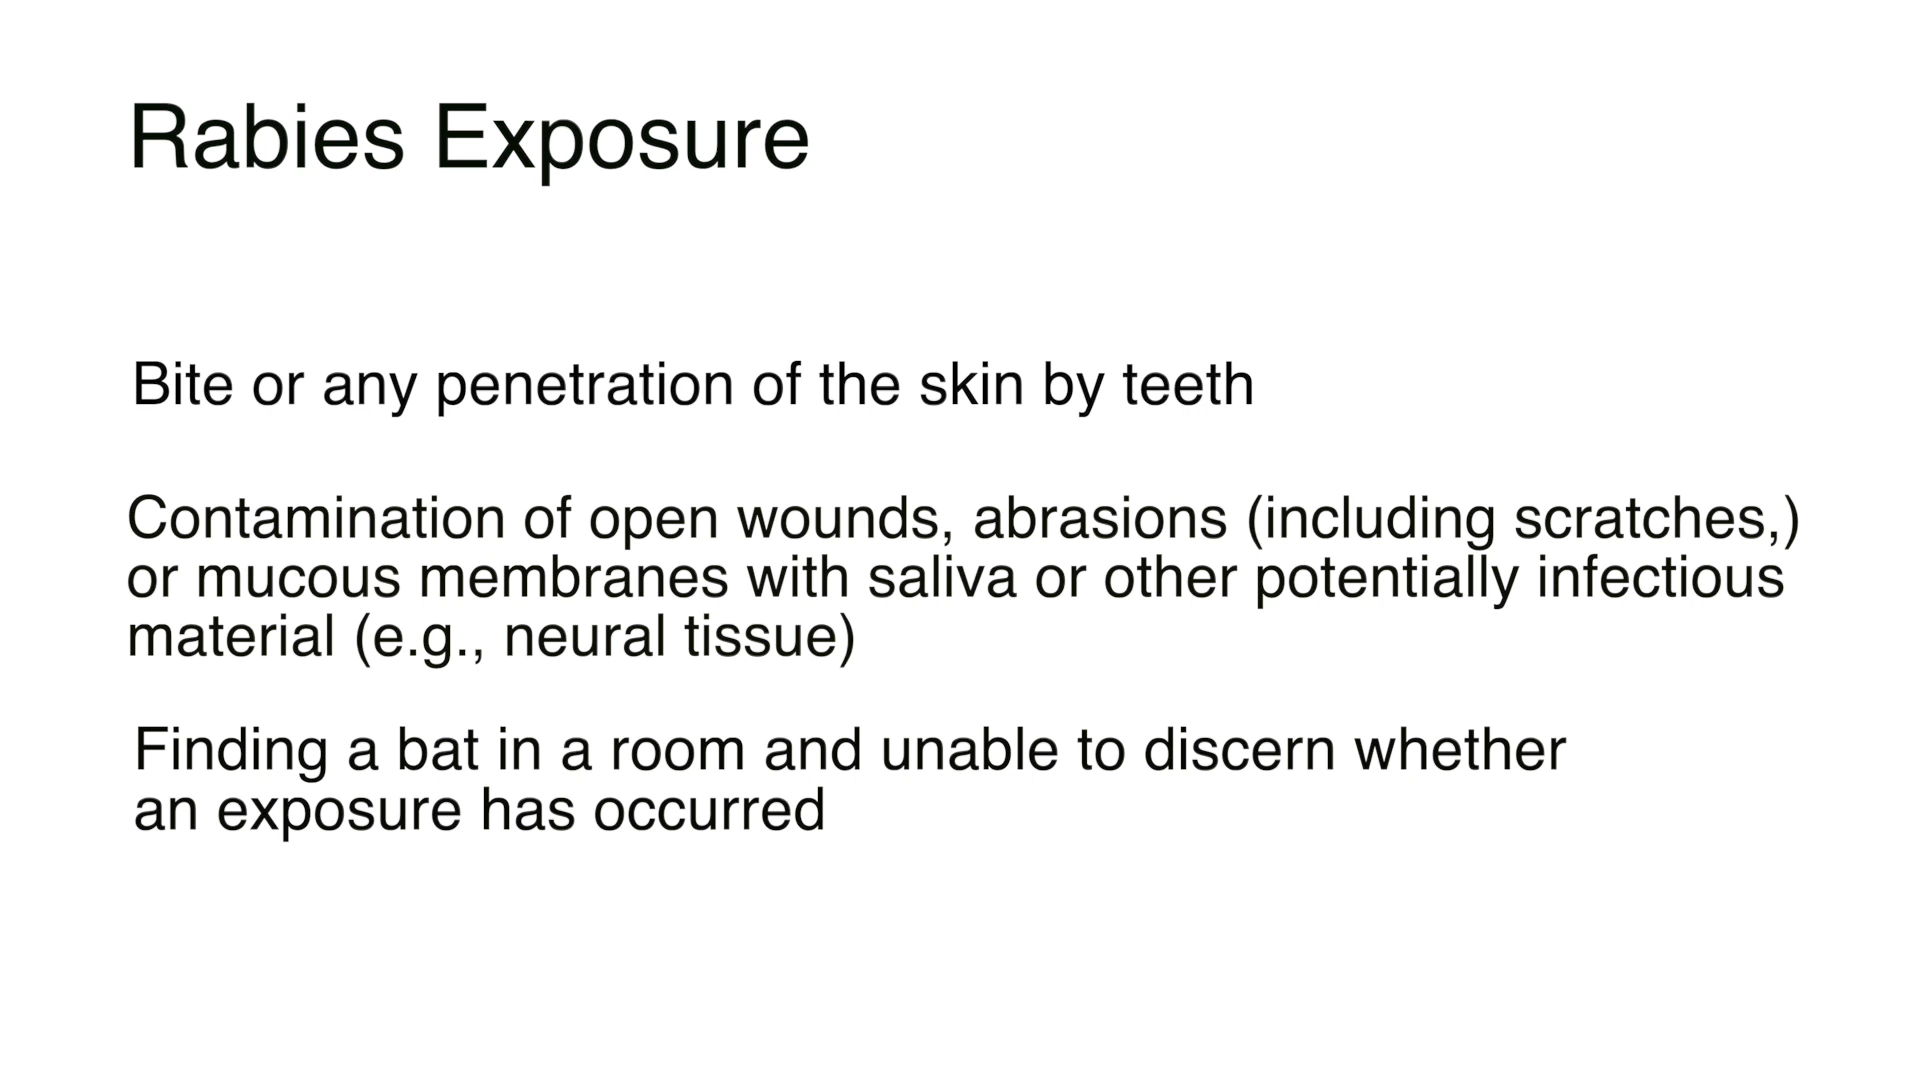 Rabies Exposure
Bite or any penetration of the skin by teeth
Contamination of open wounds, abrasions (including scratches,)
or mucous membranes with saliva or other potentially infectious
material (e.g., neural tissue)
Finding a bat in a room and unable to discern whether
an exposure has occurred